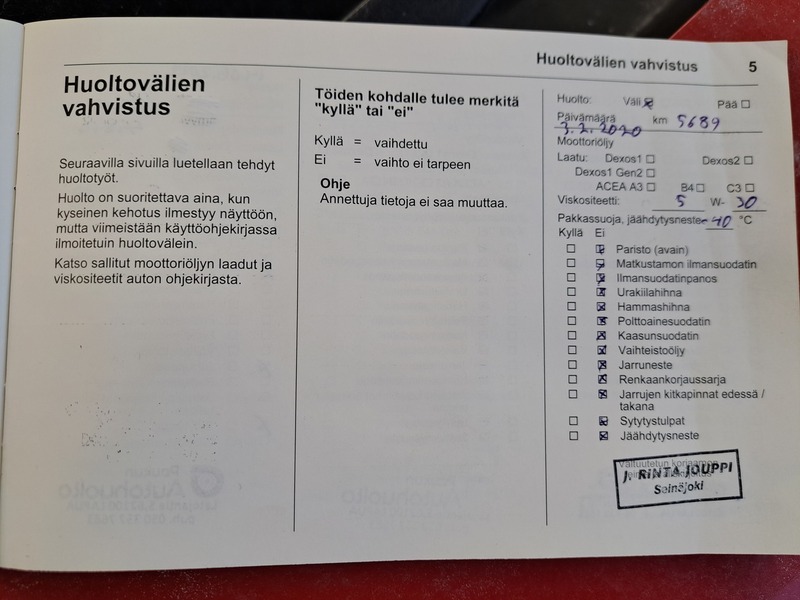 Huoltovälien vahvistus 5
Huoltovälien
vahvistus
Seuraavilla sivuilla luetellaan tehdyt
huoltotyöt.
Huolto on suoritettava aina, kun
kyseinen kehotus ilmestyy näyttöön,
mutta viimeistään käyttöohjekirjassa
ilmoitetuin huoltovälein.
Katso sallitut moottoriöljyn laadut ja
viskositeetit auton ohjekirjasta.
Töiden kohdalle tulee merkitä
"kyllä" tai "ei"
Kyllä = vaihdettu
Ei = vaihto ei tarpeen
Ohje
Annettuja tietoja ei saa muuttaa.
Huolto: Väli ☒ Pää ☐
Päivämäärä km 5689
3.2.2020
Moottoriöljy
Laatu: Dexos1 ☐ Dexos2 ☐
Dexos1 Gen2 ☐
ACEA A3 ☐ B4 ☐ C3 ☐
Viskositeetti: 5 W- 30
Pakkassuoja, jäähdytysneste -40 °C
Kyllä Ei
☐ ☒ Paristo (avain)
☐ ☒ Matkustamon ilmansuodatin
☐ ☒ Ilmansuodatinpanos
☐ ☒ Urakiilahihna
☐ ☒ Hammashihna
☐ ☒ Polttoainesuodatin
☐ ☒ Kaasunsuodatin
☐ ☒ Vaihteistoöljy
☐ ☒ Jarruneste
☐ ☒ Renkaankorjaussarja
☐ ☒ Jarrujen kitkapinnat edessä /
takana
☐ ☒ Sytytystulpat
☐ ☒ Jäähdytysneste
Valtuutetun korjaamon
J. RINTA-JOUPPI
Seinäjoki